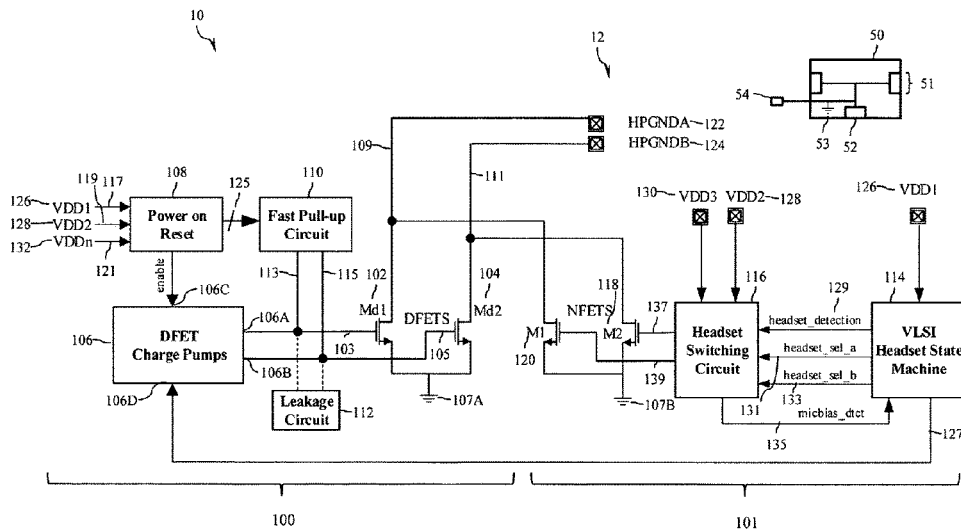 10
12
50
51
54
53
52
HPGNDA 122
HPGNDB 124
109
111
126 VDD1
119
117
128 VDD2
132 VDDn
121
108
Power on
Reset
125
110
Fast Pull-up
Circuit
enable
106C
113
115
102
104
Md1
Md2
DFETS
106
DFET
Charge Pumps
106A
103
105
106B
106D
Leakage
Circuit
112
107A
NFETS
118
M1
M2
120
137
139
107B
130 VDD3
VDD2 128
116
Headset
Switching
Circuit
126 VDD1
129
114
headset_detection
headset_sel_a
headset_sel_b
131
133
micbias_dtct
135
VLSI
Headset State
Machine
127
100
101